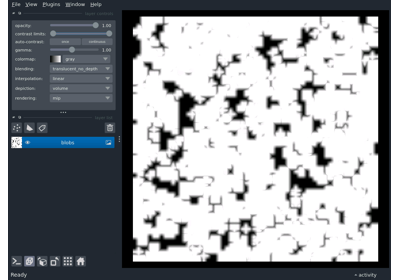 File View Plugins Window Help
opacity: 1.00
contrast limits:
auto-contrast: once continuous
gamma: 1.00
colormap: gray
blending: translucent_no_depth
interpolation: linear
depiction: volume
rendering: mip
blobs
Ready
activity